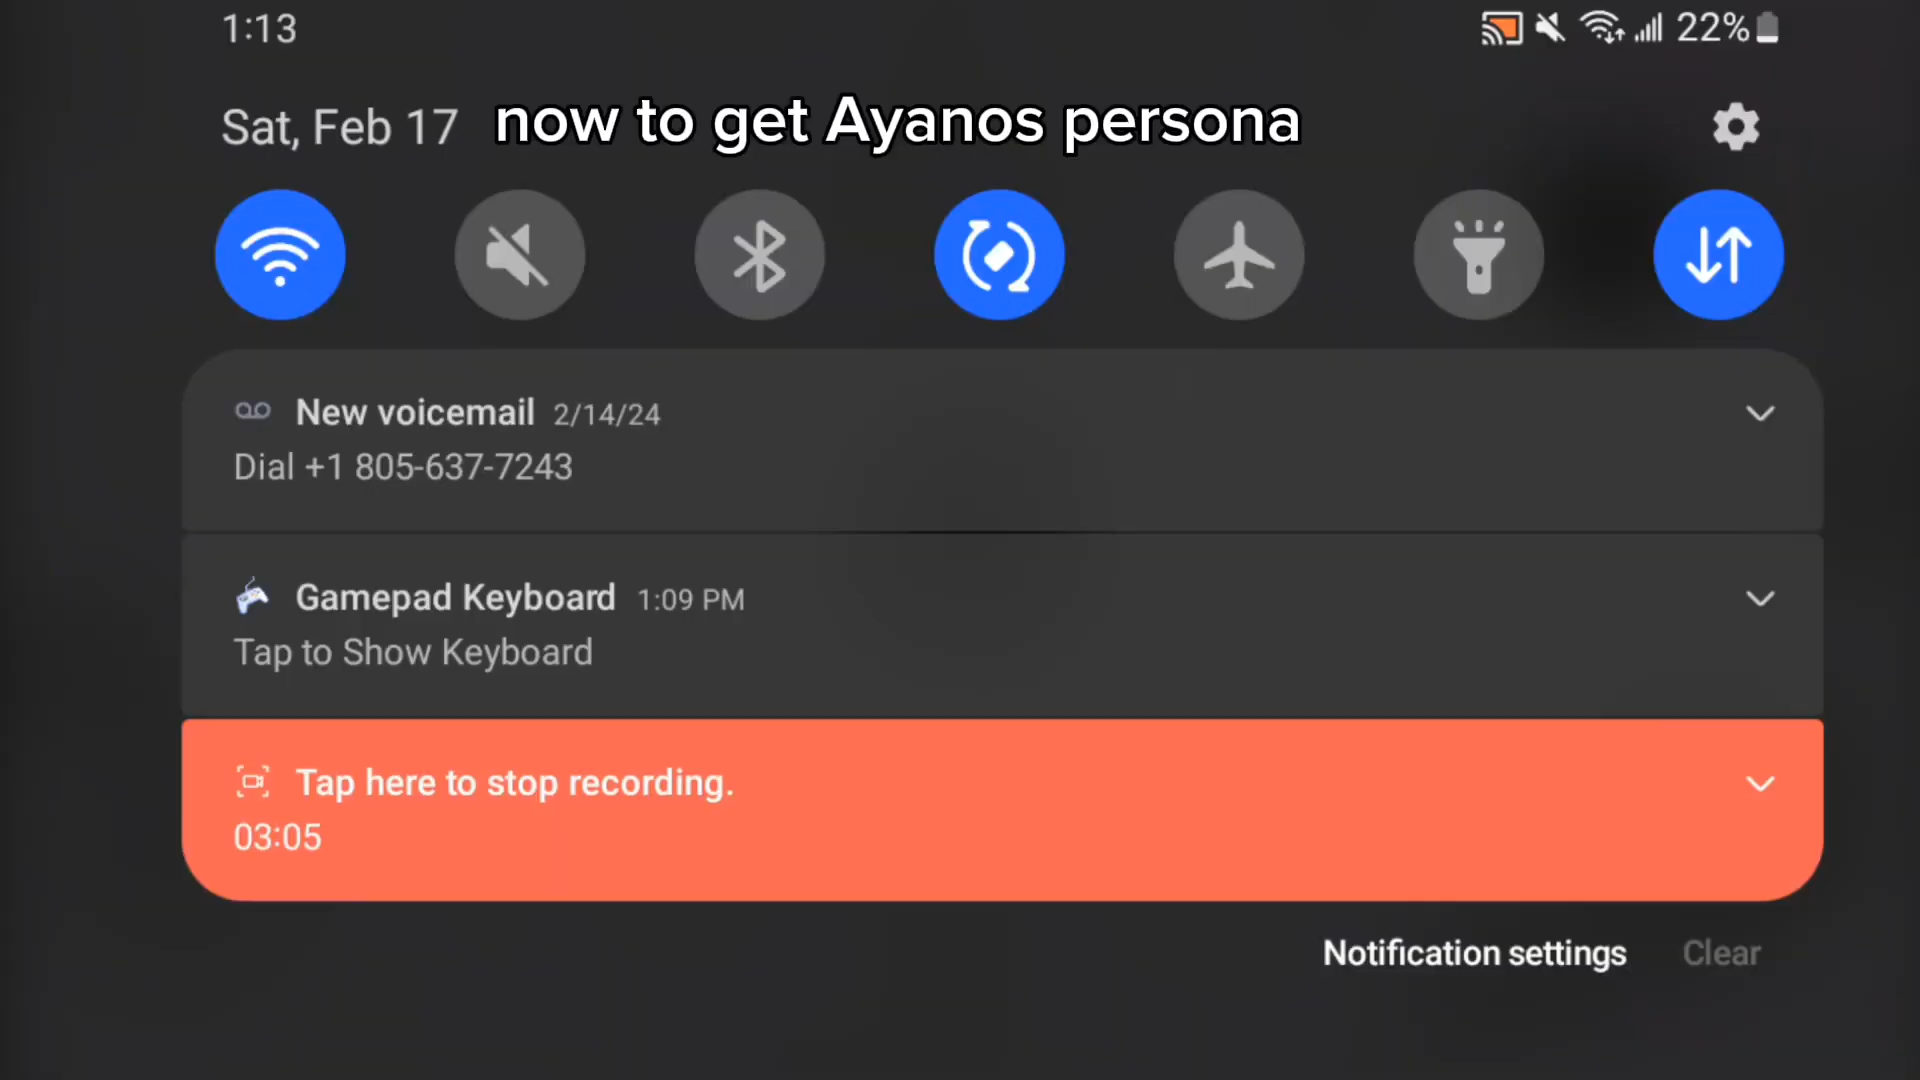 1:13
22%
Sat, Feb 17
now to get Ayanos persona
New voicemail 2/14/24
Dial +1 805-637-7243
Gamepad Keyboard 1:09 PM
Tap to Show Keyboard
Tap here to stop recording.
03:05
Notification settings
Clear